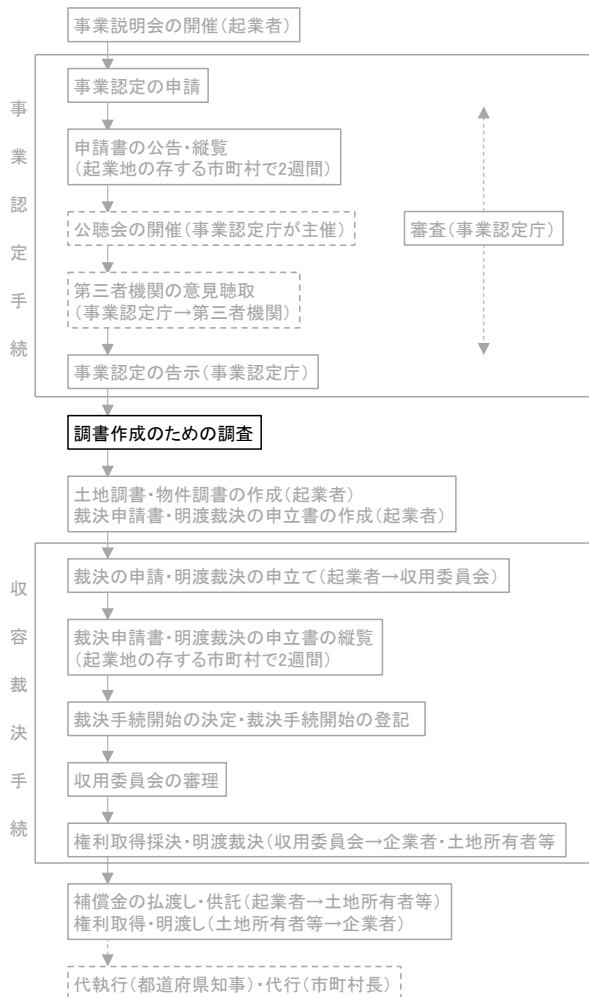 事業説明会の開催(起業者)
事業認定手続
事業認定の申請
申請書の公告・縦覧
(起業地の存する市町村で2週間)
公聴会の開催(事業認定庁が主催)
審査(事業認定庁)
第三者機関の意見聴取
(事業認定庁→第三者機関)
事業認定の告示(事業認定庁)
調書作成のための調査
土地調書・物件調書の作成(起業者)
裁決申請書・明渡裁決の申立書の作成(起業者)
収容裁決手続
裁決の申請・明渡裁決の申立て(起業者→収用委員会)
裁決申請書・明渡裁決の申立書の縦覧
(起業地の存する市町村で2週間)
裁決手続開始の決定・裁決手続開始の登記
収用委員会の審理
権利取得採決・明渡裁決(収用委員会→企業者・土地所有者等
補償金の払渡し・供託(起業者→土地所有者等)
権利取得・明渡し(土地所有者等→企業者)
代執行(都道府県知事)・代行(市町村長)